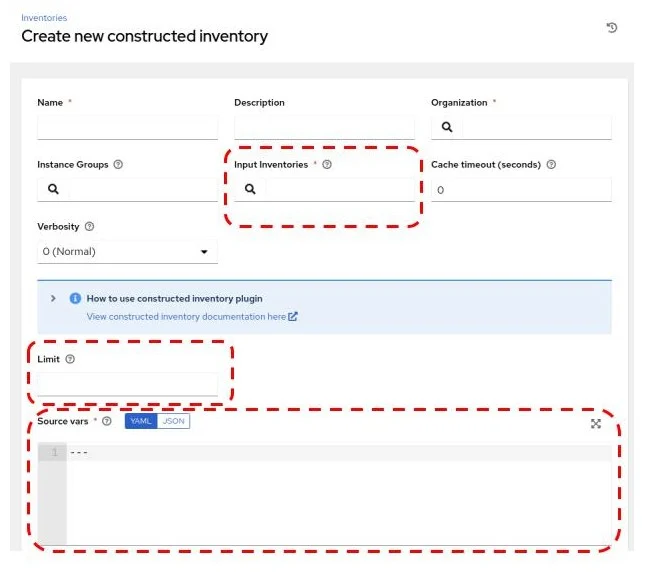 Inventories
Create new constructed inventory
Name *
Description
Organization *
Instance Groups
Input Inventories *
Cache timeout (seconds)
0
Verbosity
0 (Normal)
How to use constructed inventory plugin
View constructed inventory documentation here
Limit
Source vars * YAML JSON
1 ---